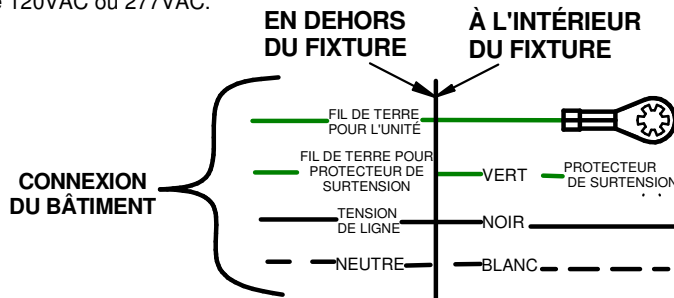 120VAC ou 277VAC.
EN DEHORS
DU FIXTURE
À L'INTÉRIEUR
DU FIXTURE
FIL DE TERRE
POUR L'UNITÉ
FIL DE TERRE POUR
PROTECTEUR DE
SURTENSION
VERT
PROTECTEUR
DE SURTENSION
CONNEXION
DU BÂTIMENT
TENSION
DE LIGNE
NOIR
NEUTRE
BLANC